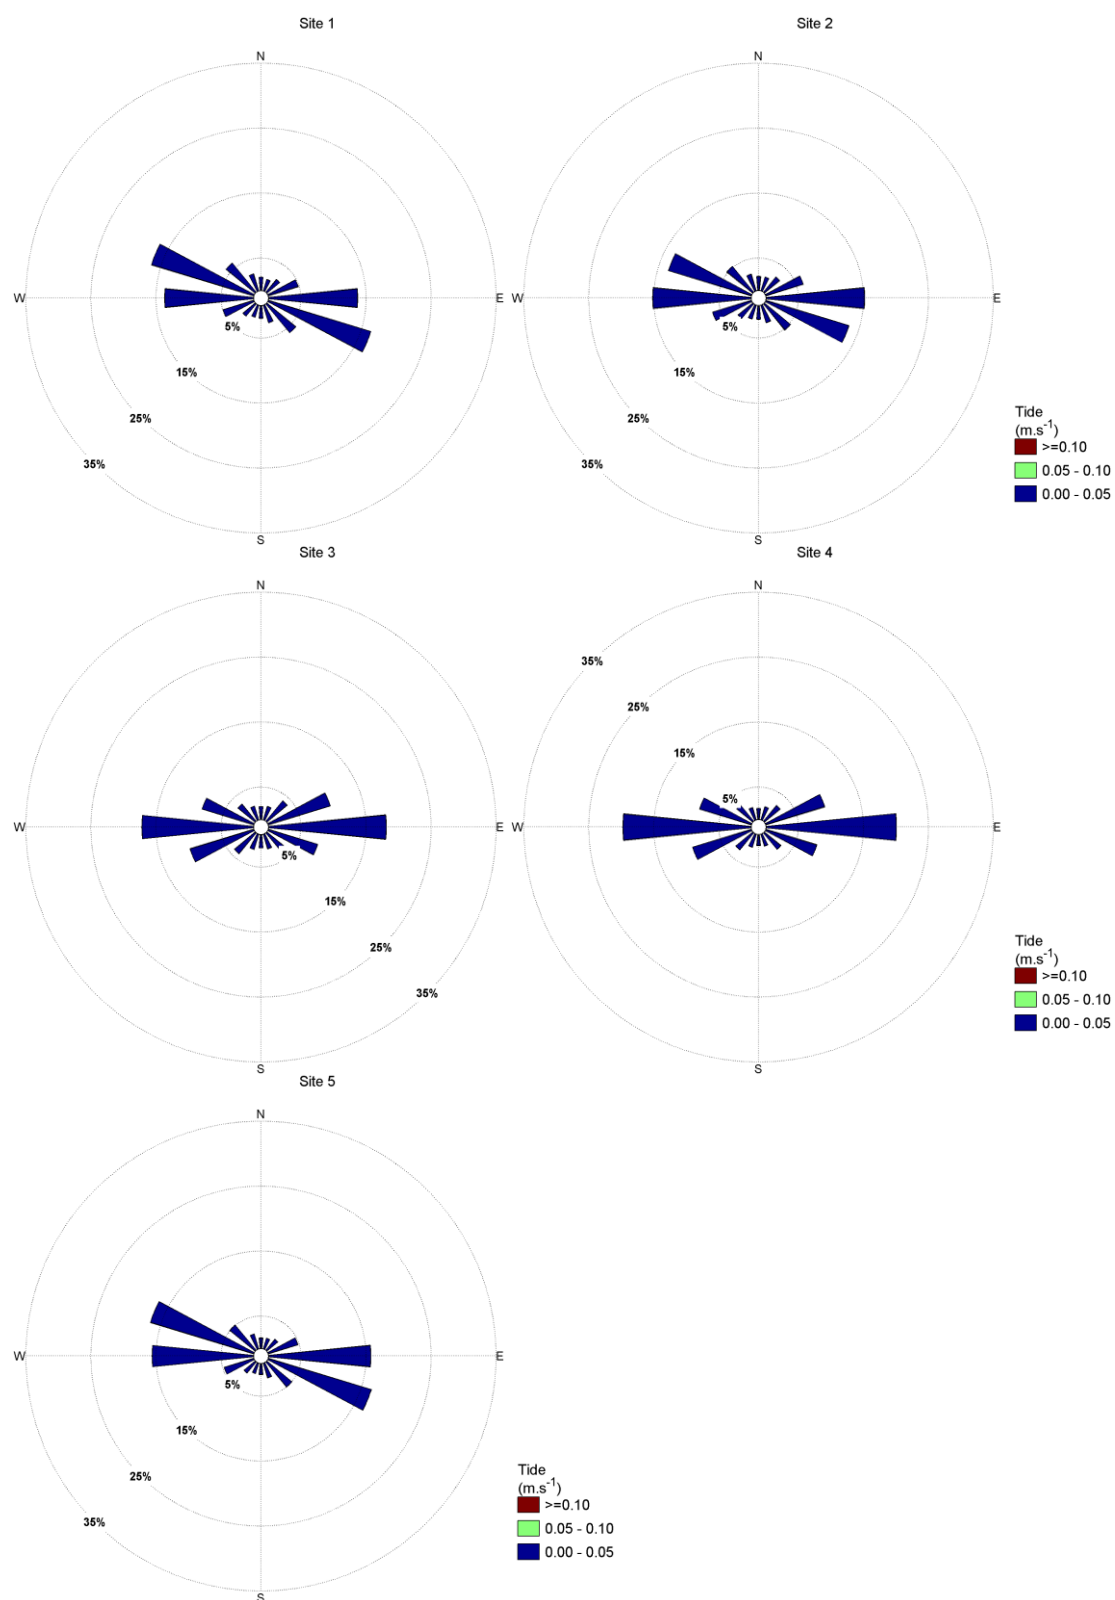 Site 1
N
W
E
5%
15%
25%
35%
S
Site 2
N
W
E
5%
15%
25%
35%
S
Tide
(m.s⁻¹)
>=0.10
0.05 - 0.10
0.00 - 0.05
Site 3
N
W
E
5%
15%
25%
35%
S
Site 4
N
35%
25%
15%
5%
W
E
S
Tide
(m.s⁻¹)
>=0.10
0.05 - 0.10
0.00 - 0.05
Site 5
N
W
E
5%
15%
25%
35%
S
Tide
(m.s⁻¹)
>=0.10
0.05 - 0.10
0.00 - 0.05